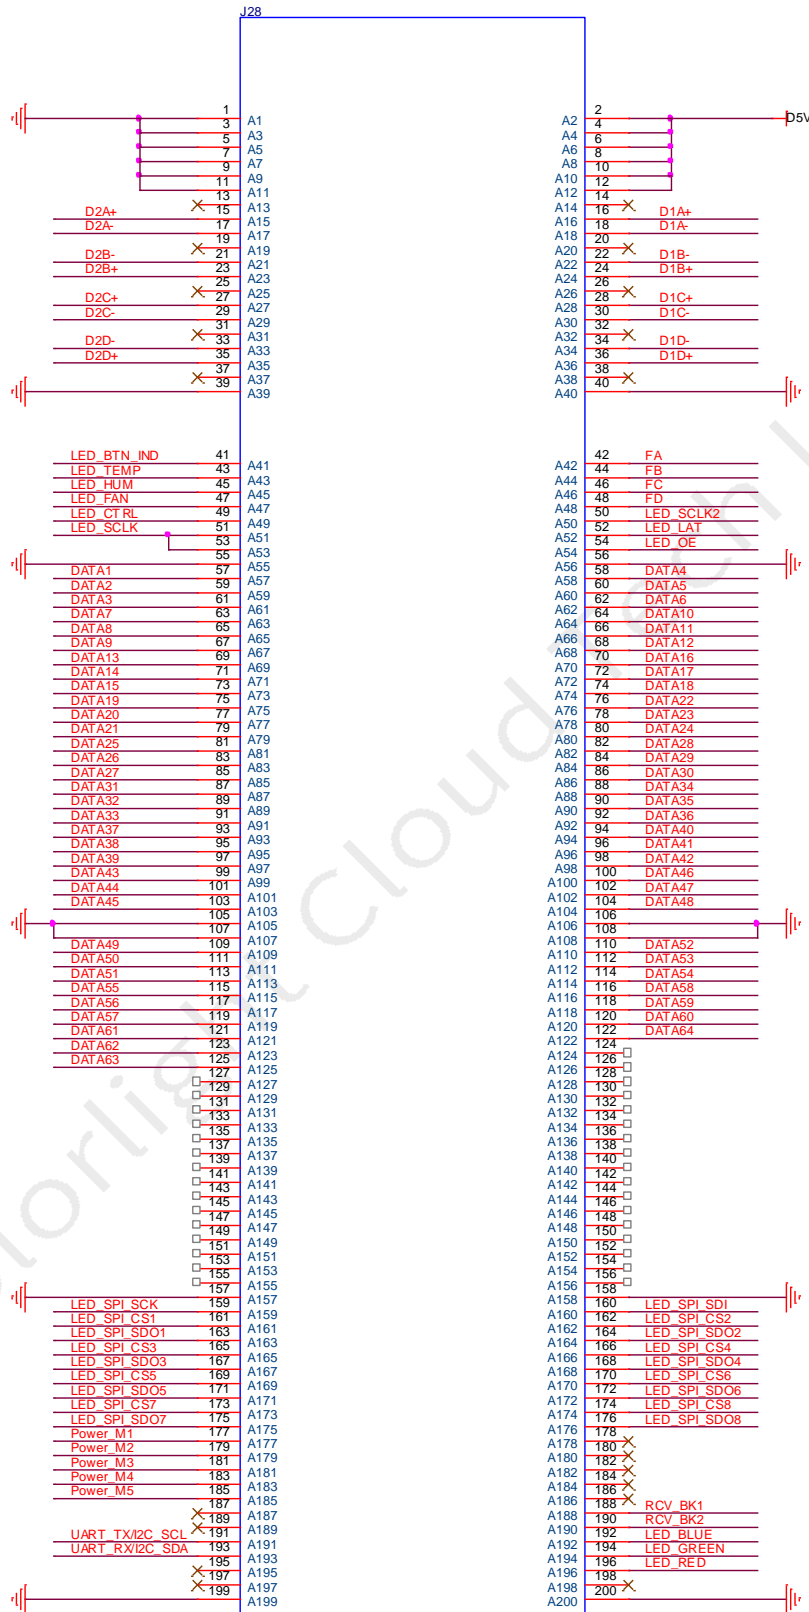 J28
1 A1 A2 2 D5V
3 A3 A4 4
5 A5 A6 6
7 A7 A8 8
9 A9 A10 10
11 A11 A12 12
13 A13 A14 14
D2A+ 15 A15 A16 16 D1A+
D2A- 17 A17 A18 18 D1A-
19 A19 A20 20
D2B- 21 A21 A22 22 D1B-
D2B+ 23 A23 A24 24 D1B+
25 A25 A26 26
D2C+ 27 A27 A28 28 D1C+
D2C- 29 A29 A30 30 D1C-
31 A31 A32 32
D2D- 33 A33 A34 34 D1D-
D2D+ 35 A35 A36 36 D1D+
37 A37 A38 38
39 A39 A40 40
LED_BTN_IND 41 A41 A42 42 FA
LED_TEMP 43 A43 A44 44 FB
LED_HUM 45 A45 A46 46 FC
LED_FAN 47 A47 A48 48 FD
LED_CTRL 49 A49 A50 50 LED_SCLK2
LED_SCLK 51 A51 A52 52 LED_LAT
53 A53 A54 54 LED_OE
55 A55 A56 56
DATA1 57 A57 A58 58 DATA4
DATA2 59 A59 A60 60 DATA5
DATA3 61 A61 A62 62 DATA6
DATA7 63 A63 A64 64 DATA10
DATA8 65 A65 A66 66 DATA11
DATA9 67 A67 A68 68 DATA12
DATA13 69 A69 A70 70 DATA16
DATA14 71 A71 A72 72 DATA17
DATA15 73 A73 A74 74 DATA18
DATA19 75 A75 A76 76 DATA22
DATA20 77 A77 A78 78 DATA23
DATA21 79 A79 A80 80 DATA24
DATA25 81 A81 A82 82 DATA28
DATA26 83 A83 A84 84 DATA29
DATA27 85 A85 A86 86 DATA30
DATA31 87 A87 A88 88 DATA34
DATA32 89 A89 A90 90 DATA35
DATA33 91 A91 A92 92 DATA36
DATA37 93 A93 A94 94 DATA40
DATA38 95 A95 A96 96 DATA41
DATA39 97 A97 A98 98 DATA42
DATA43 99 A99 A100 100 DATA46
DATA44 101 A101 A102 102 DATA47
DATA45 103 A103 A104 104 DATA48
105 A105 A106 106
107 A107 A108 108
DATA49 109 A109 A110 110 DATA52
DATA50 111 A111 A112 112 DATA53
DATA51 113 A113 A114 114 DATA54
DATA55 115 A115 A116 116 DATA58
DATA56 117 A117 A118 118 DATA59
DATA57 119 A119 A120 120 DATA60
DATA61 121 A121 A122 122 DATA64
DATA62 123 A123 A124 124
DATA63 125 A125 A126 126
127 A127 A128 128
129 A129 A130 130
131 A131 A132 132
133 A133 A134 134
135 A135 A136 136
137 A137 A138 138
139 A139 A140 140
141 A141 A142 142
143 A143 A144 144
145 A145 A146 146
147 A147 A148 148
149 A149 A150 150
151 A151 A152 152
153 A153 A154 154
155 A155 A156 156
157 A157 A158 158
LED_SPI_SCK 159 A159 A160 160 LED_SPI_SDI
LED_SPI_CS1 161 A161 A162 162 LED_SPI_CS2
LED_SPI_SDO1 163 A163 A164 164 LED_SPI_SDO2
LED_SPI_CS3 165 A165 A166 166 LED_SPI_CS4
LED_SPI_SDO3 167 A167 A168 168 LED_SPI_SDO4
LED_SPI_CS5 169 A169 A170 170 LED_SPI_CS6
LED_SPI_SDO5 171 A171 A172 172 LED_SPI_SDO6
LED_SPI_CS7 173 A173 A174 174 LED_SPI_CS8
LED_SPI_SDO7 175 A175 A176 176 LED_SPI_SDO8
Power_M1 177 A177 A178 178
Power_M2 179 A179 A180 180
Power_M3 181 A181 A182 182
Power_M4 183 A183 A184 184
Power_M5 185 A185 A186 186
187 A187 A188 188 RCV_BK1
189 A189 A190 190 RCV_BK2
UART_TX/I2C_SCL 191 A191 A192 192 LED_BLUE
UART_RX/I2C_SDA 193 A193 A194 194 LED_GREEN
195 A195 A196 196 LED_RED
197 A197 A198 198
199 A199 A200 200
olorlight Cloud Tech